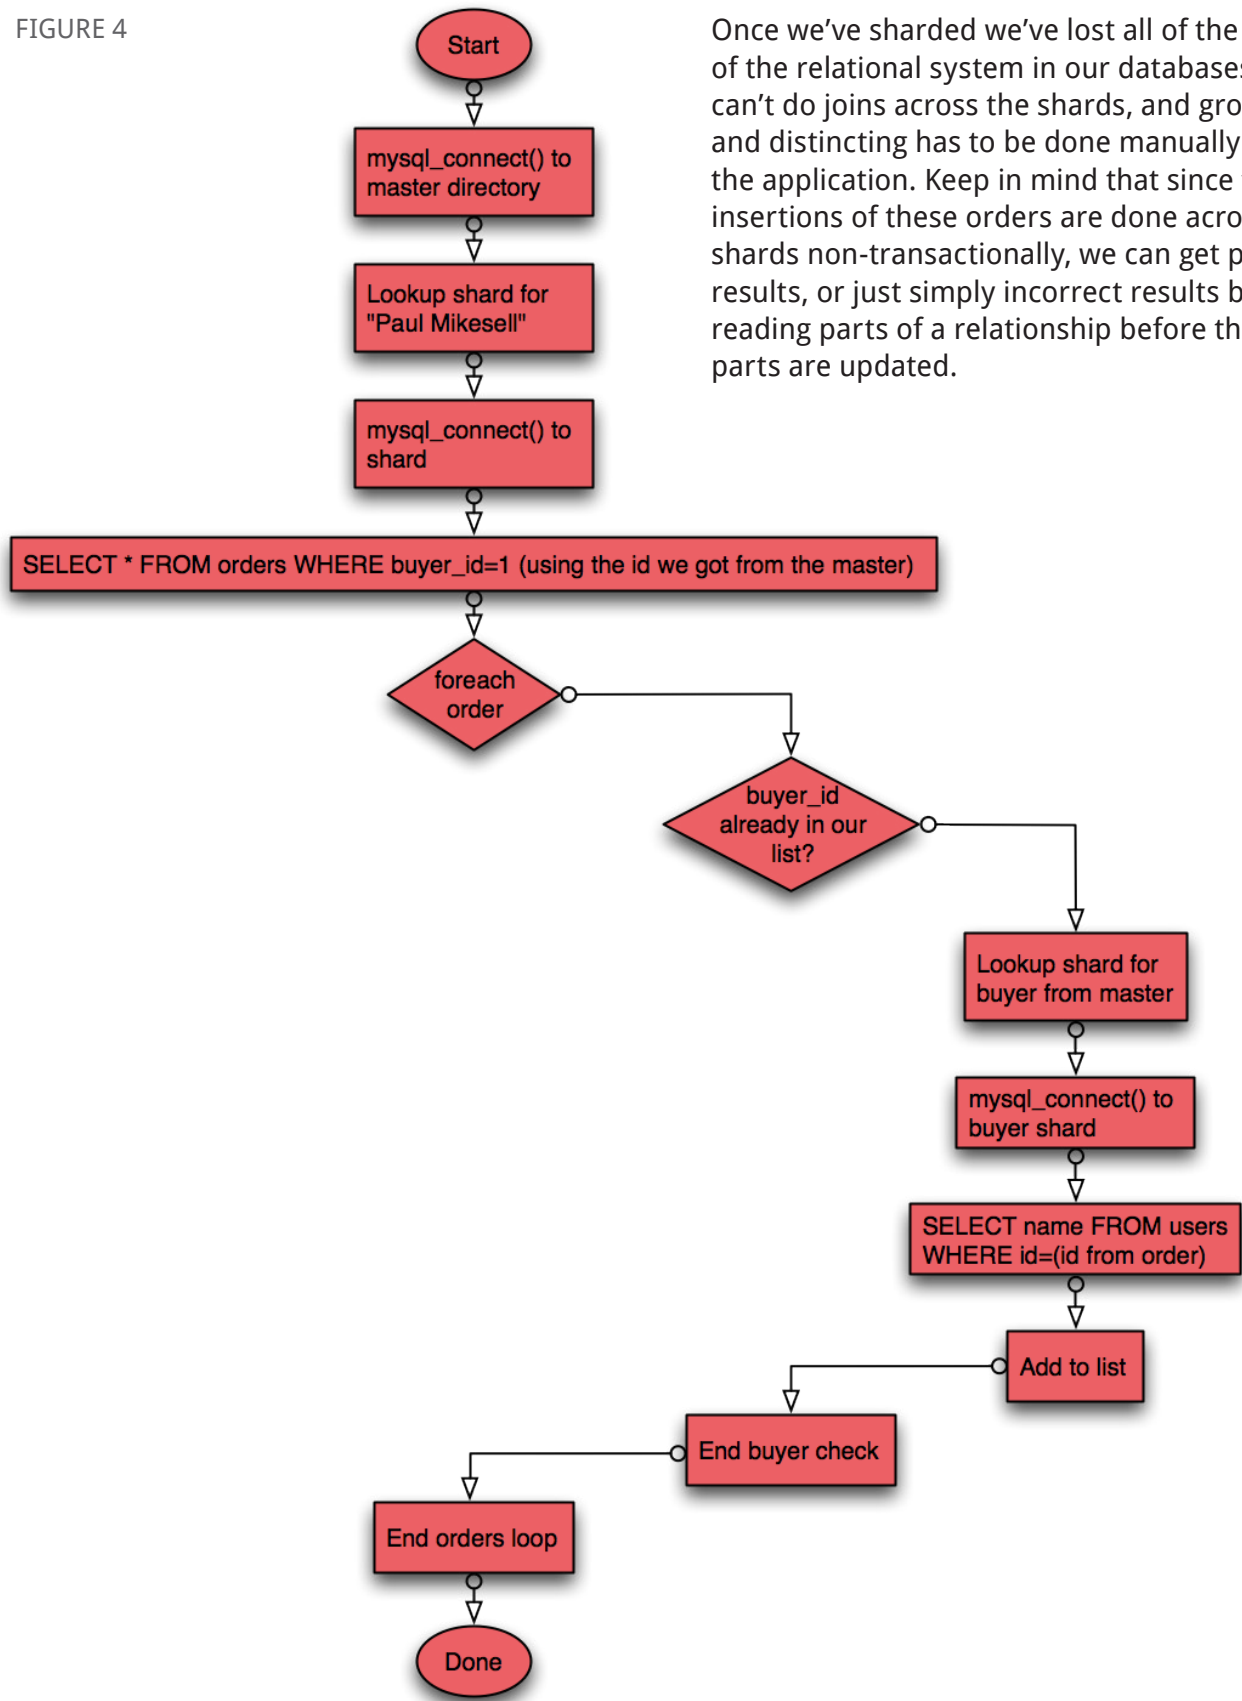 FIGURE 4
Once we’ve sharded we’ve lost all of the
of the relational system in our databases
can’t do joins across the shards, and gro
and distincting has to be done manually
the application. Keep in mind that since
insertions of these orders are done acro
shards non-transactionally, we can get p
results, or just simply incorrect results b
reading parts of a relationship before th
parts are updated.
Start
mysql_connect() to
master directory
Lookup shard for
"Paul Mikesell"
mysql_connect() to
shard
SELECT * FROM orders WHERE buyer_id=1 (using the id we got from the master)
foreach
order
buyer_id
already in our
list?
Lookup shard for
buyer from master
mysql_connect() to
buyer shard
SELECT name FROM users
WHERE id=(id from order)
Add to list
End buyer check
End orders loop
Done